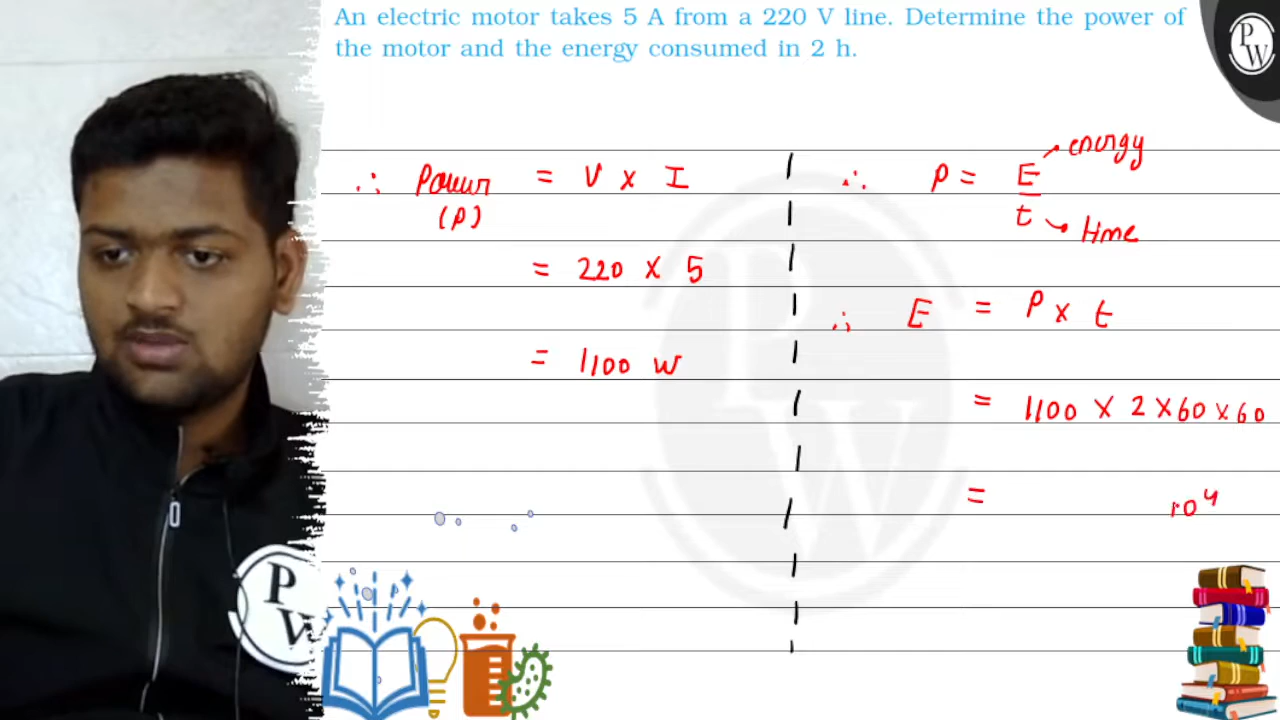 An electric motor takes 5 A from a 220 V line. Determine the power of
the motor and the energy consumed in 2 h.
∴ Power = V x I
(P)
= 220 x 5
= 1100 W
∴ P = E/t
energy
time
∴ E = P x t
= 1100 x 2 x 60 x 60
= 10⁴
P W
P W
P W